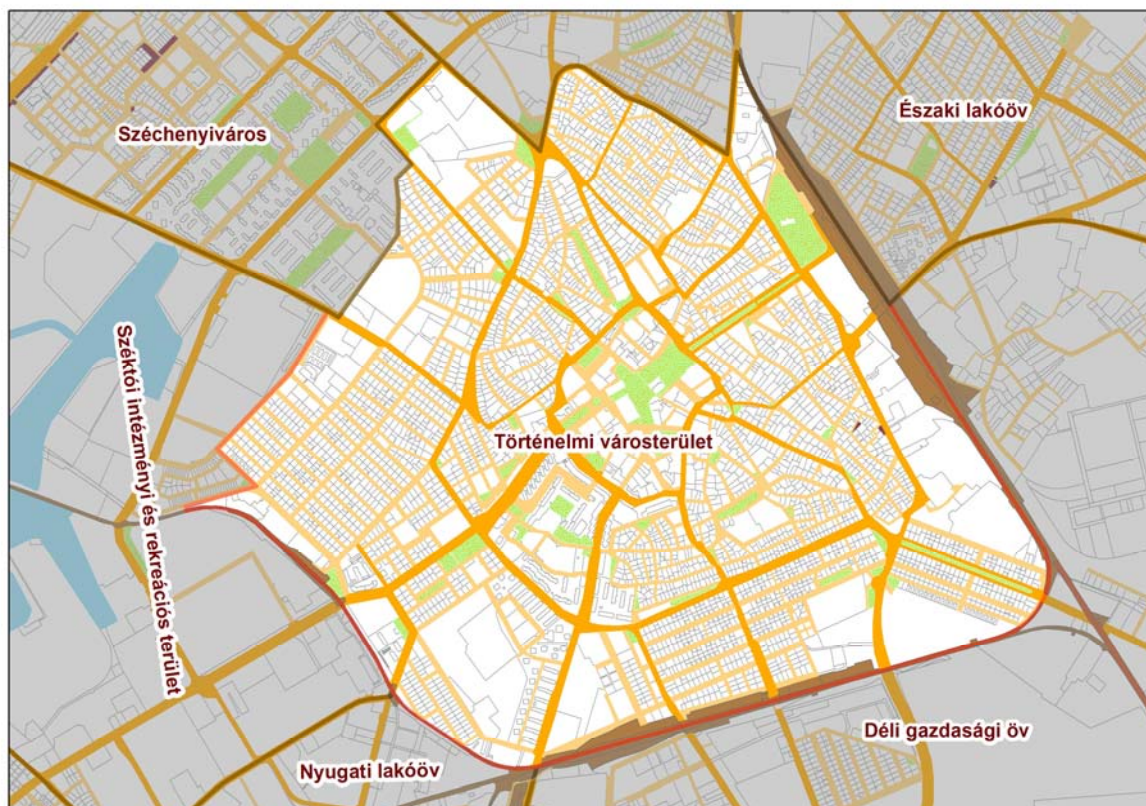 Széchenyiváros
Északi lakóöv
Széktói intézményi és rekreációs terület
Történelmi városterület
Déli gazdasági öv
Nyugati lakóöv